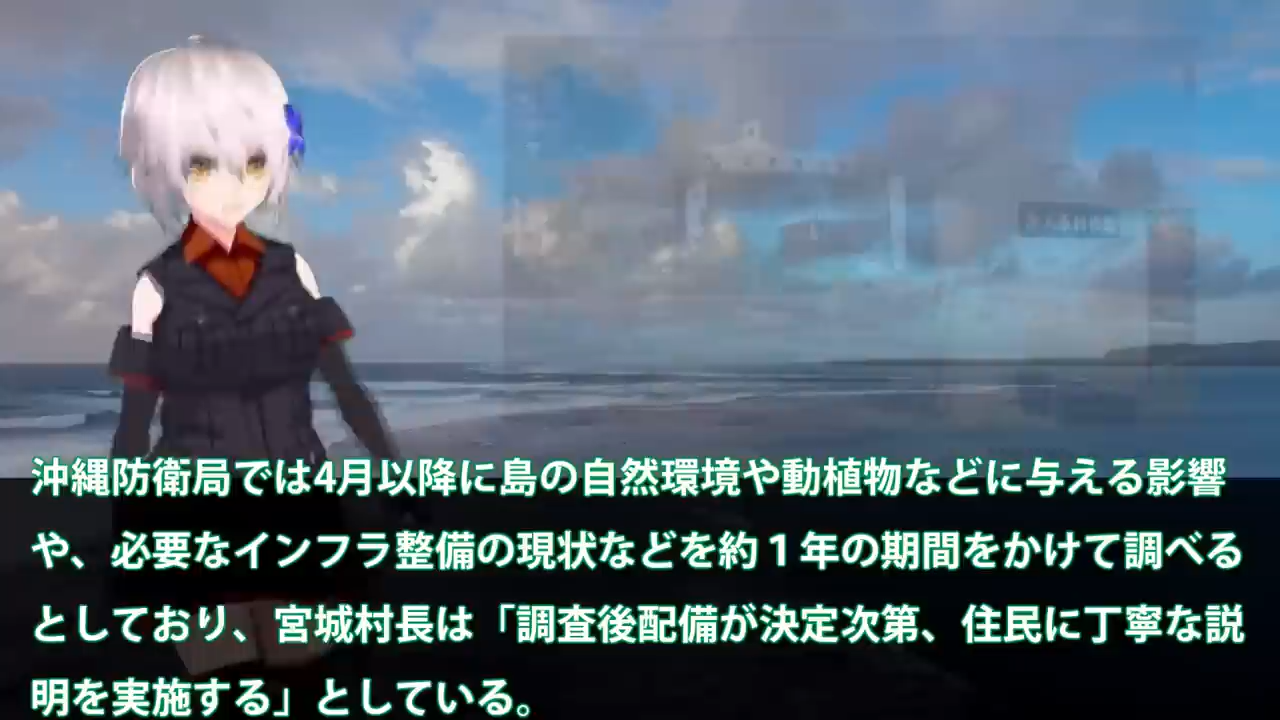 沖縄防衛局では4月以降に島の自然環境や動植物などに与える影響
や、必要なインフラ整備の現状などを約１年の期間をかけて調べる
としており、宮城村長は「調査後配備が決定次第、住民に丁寧な説
明を実施する」としている。